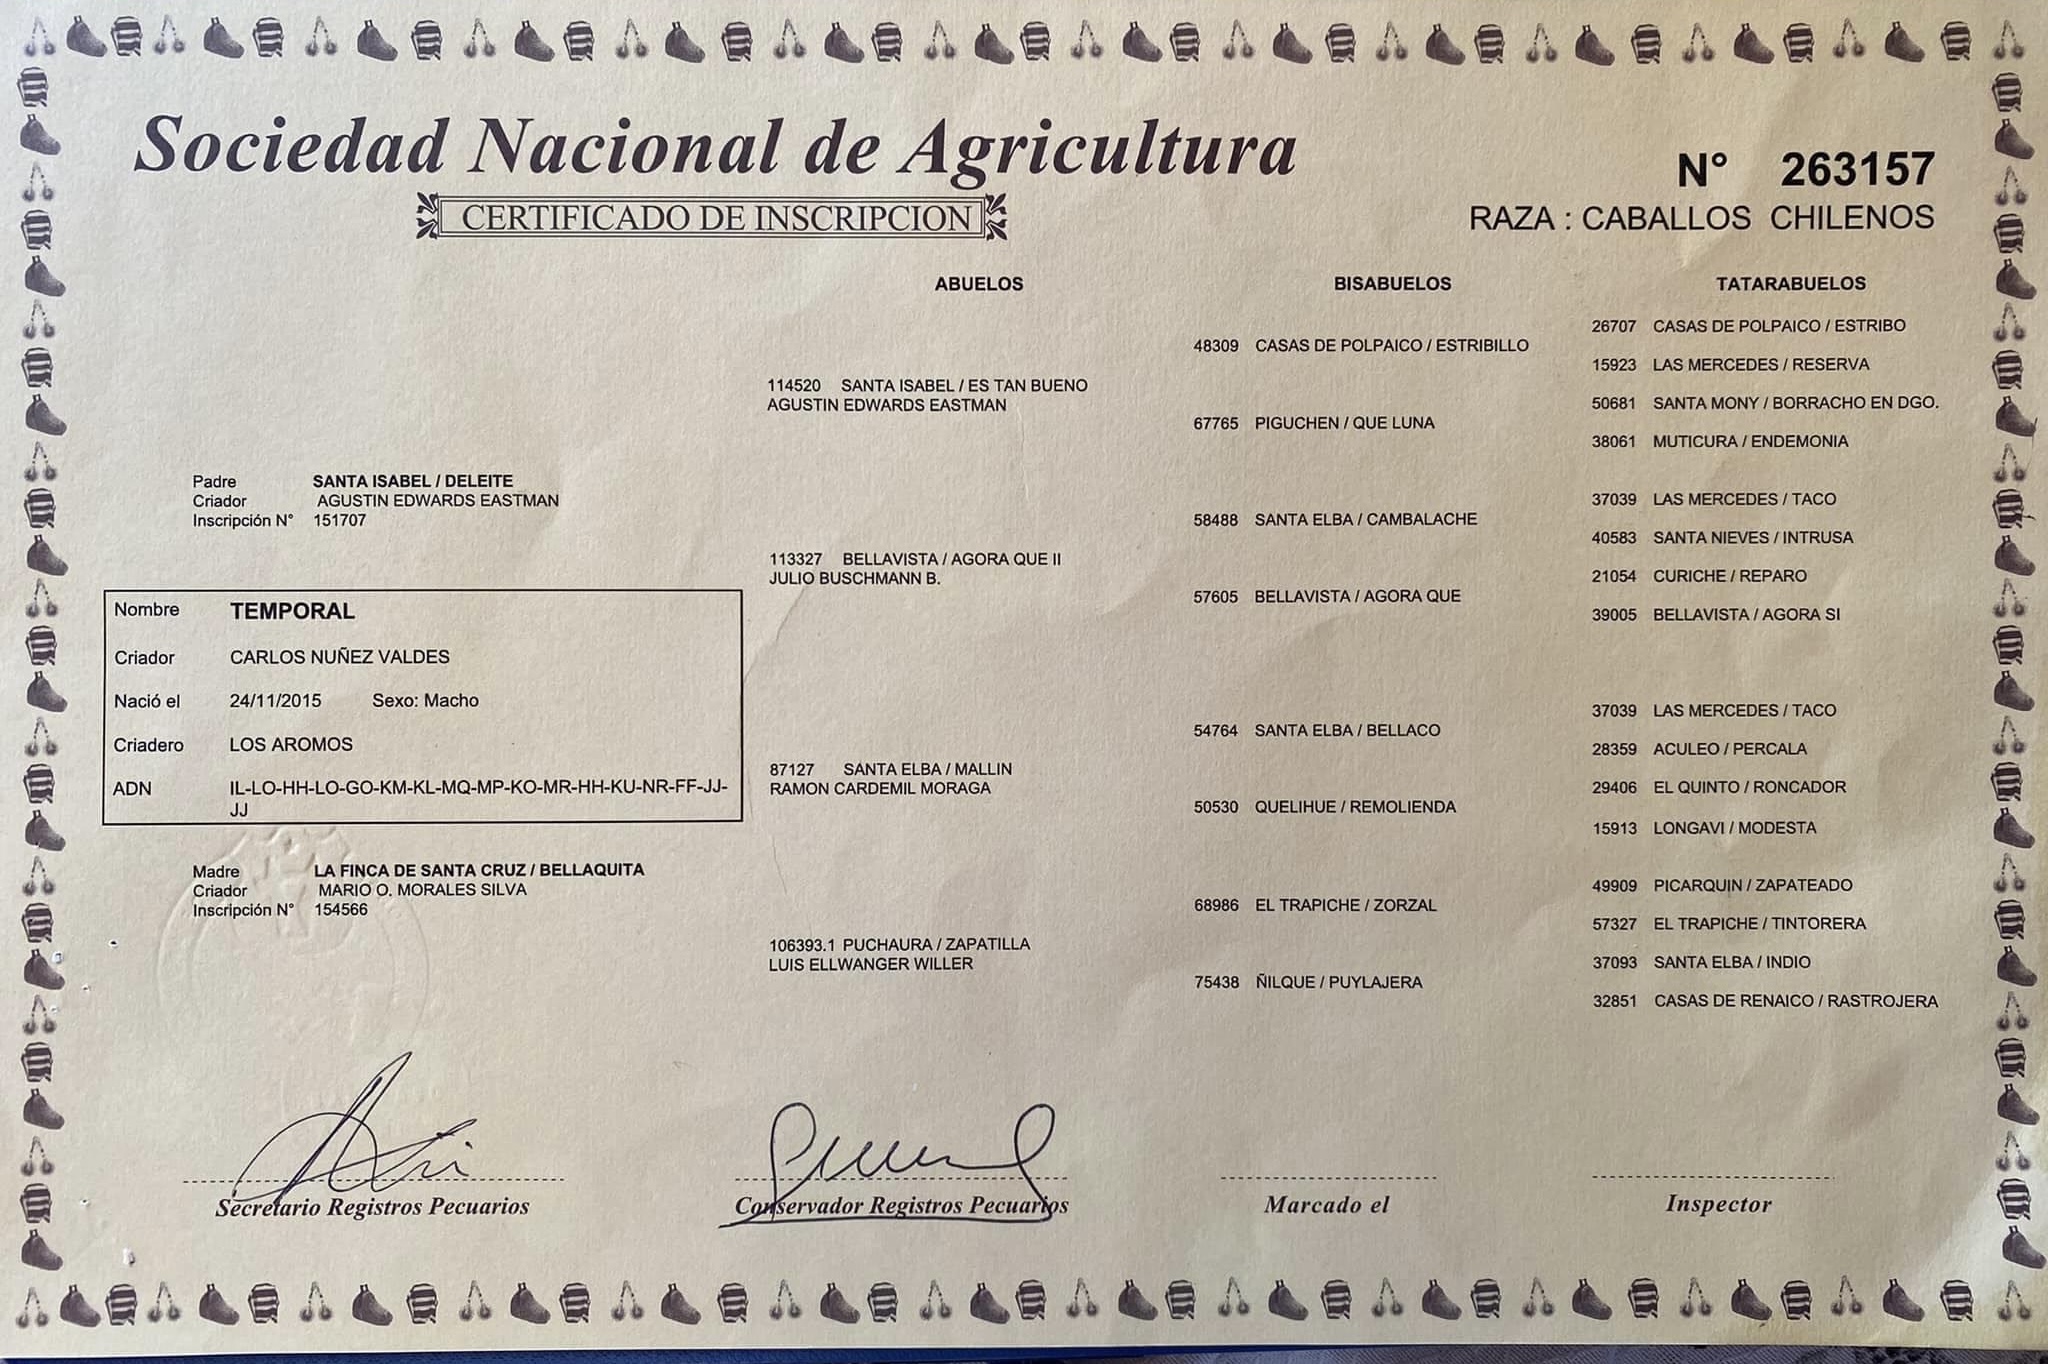 Sociedad Nacional de Agricultura
CERTIFICADO DE INSCRIPCION
N° 263157
RAZA : CABALLOS CHILENOS
Padre SANTA ISABEL / DELEITE
Criador AGUSTIN EDWARDS EASTMAN
Inscripción N° 151707
Nombre TEMPORAL
Criador CARLOS NUÑEZ VALDES
Nació el 24/11/2015 Sexo: Macho
Criadero LOS AROMOS
ADN IL-LO-HH-LO-GO-KM-KL-MQ-MP-KO-MR-HH-KU-NR-FF-JJ-
JJ
Madre LA FINCA DE SANTA CRUZ / BELLAQUITA
Criador MARIO O. MORALES SILVA
Inscripción N° 154566
ABUELOS
114520 SANTA ISABEL / ES TAN BUENO
AGUSTIN EDWARDS EASTMAN
113327 BELLAVISTA / AGORA QUE II
JULIO BUSCHMANN B.
87127 SANTA ELBA / MALLIN
RAMON CARDEMIL MORAGA
106393.1 PUCHAURA / ZAPATILLA
LUIS ELLWANGER WILLER
BISABUELOS
48309 CASAS DE POLPAICO / ESTRIBILLO
67765 PIGUCHEN / QUE LUNA
58488 SANTA ELBA / CAMBALACHE
57605 BELLAVISTA / AGORA QUE
54764 SANTA ELBA / BELLACO
50530 QUELIHUE / REMOLIENDA
68986 EL TRAPICHE / ZORZAL
75438 ÑILQUE / PUYLAJERA
TATARABUELOS
26707 CASAS DE POLPAICO / ESTRIBO
15923 LAS MERCEDES / RESERVA
50681 SANTA MONY / BORRACHO EN DGO.
38061 MUTICURA / ENDEMONIA
37039 LAS MERCEDES / TACO
40583 SANTA NIEVES / INTRUSA
21054 CURICHE / REPARO
39005 BELLAVISTA / AGORA SI
37039 LAS MERCEDES / TACO
28359 ACULEO / PERCALA
29406 EL QUINTO / RONCADOR
15913 LONGAVI / MODESTA
49909 PICARQUIN / ZAPATEADO
57327 EL TRAPICHE / TINTORERA
37093 SANTA ELBA / INDIO
32851 CASAS DE RENAICO / RASTROJERA
Secretario Registros Pecuarios
Conservador Registros Pecuarios
Marcado el
Inspector